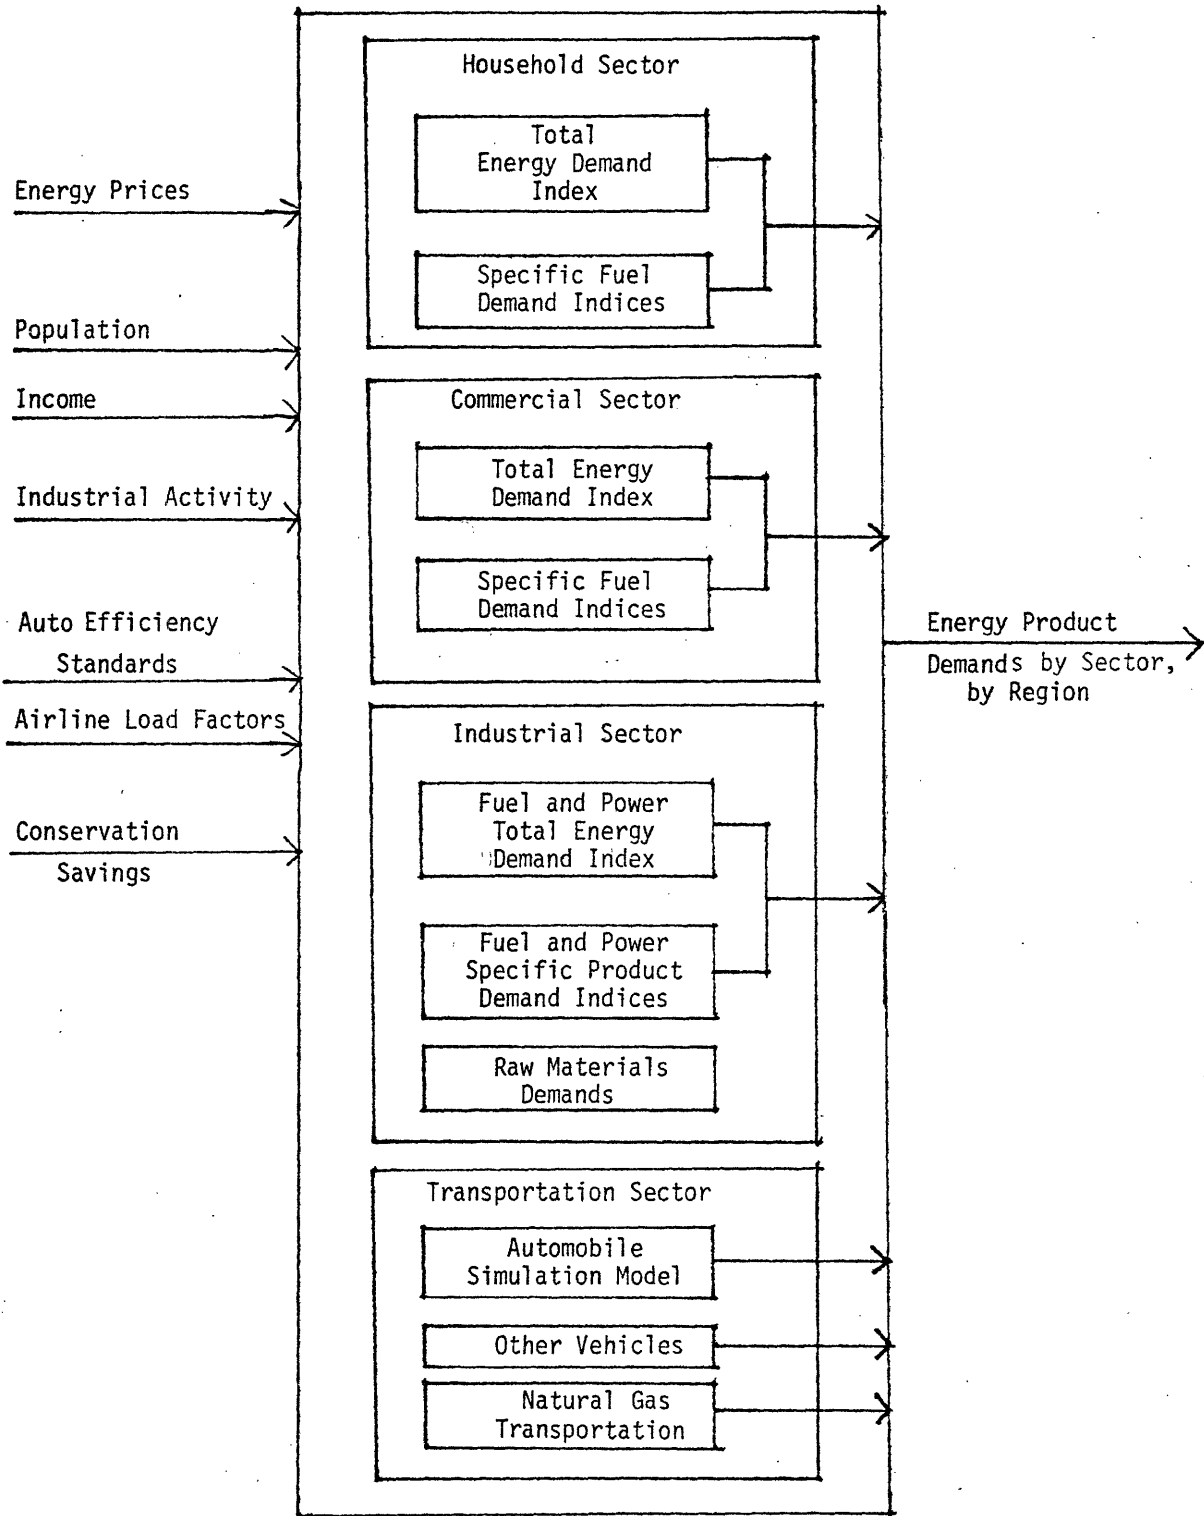 Household Sector
Total
Energy Demand
Index
Specific Fuel
Demand Indices
Energy Prices
Population
Income
Industrial Activity
Auto Efficiency
Standards
Airline Load Factors
Conservation
Savings
Commercial Sector
Total Energy
Demand Index
Specific Fuel
Demand Indices
Industrial Sector
Fuel and Power
Total Energy
Demand Index
Fuel and Power
Specific Product
Demand Indices
Raw Materials
Demands
Transportation Sector
Automobile
Simulation Model
Other Vehicles
Natural Gas
Transportation
Energy Product
Demands by Sector,
by Region